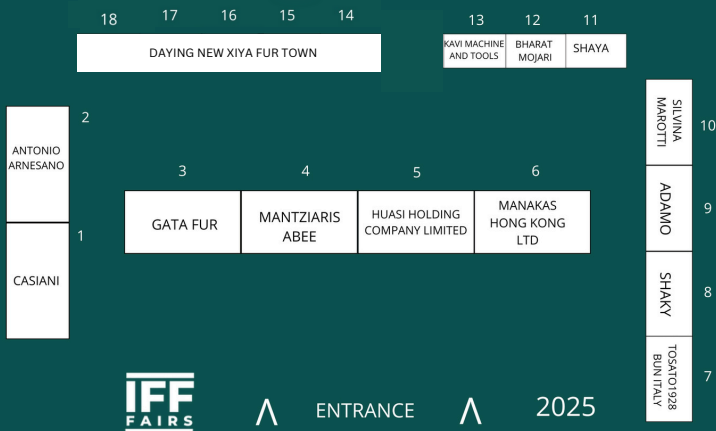 18 17 16 15 14 13 12 11
DAYING NEW XIYA FUR TOWN
KAVI MACHINE
AND TOOLS
BHARAT
MOJARI
SHAYA
2
ANTONIO
ARNESANO
1
CASIANI
3 4 5 6
GATA FUR
MANTZIARIS
ABEE
HUASI HOLDING
COMPANY LIMITED
MANAKAS
HONG KONG
LTD
SILVINA
MAROTTI
10
ADAMO
9
SHAKY
8
TOSATO1928
BUN ITALY
7
IFF
FAIRS
ENTRANCE
2025